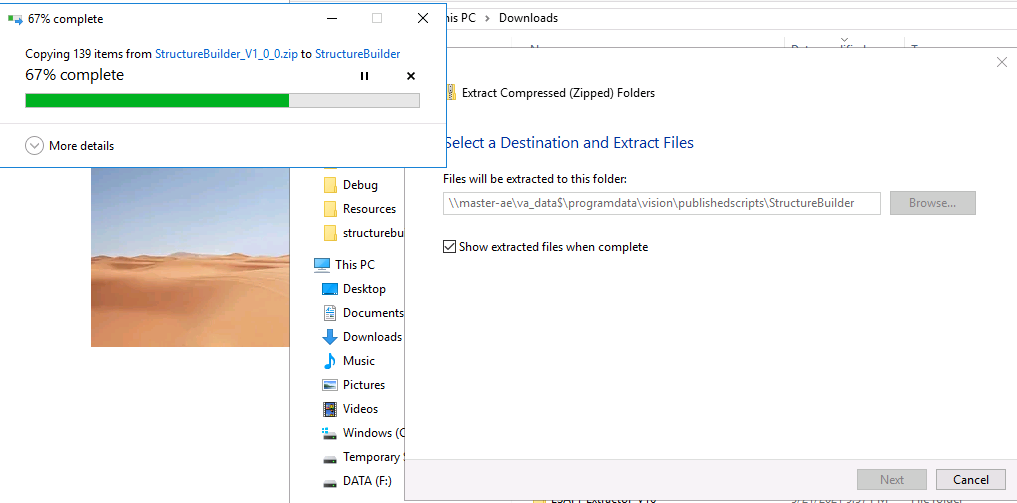 67% complete
This PC > Downloads
Copying 139 items from StructureBuilder_V1_0_0.zip to StructureBuilder
67% complete
More details
Extract Compressed (Zipped) Folders
Select a Destination and Extract Files
Files will be extracted to this folder:
\\master-ae\va_data$\programdata\vision\publishedscripts\StructureBuilder
Browse...
Show extracted files when complete
Debug
Resources
structurebu
This PC
Desktop
Documents
Downloads
Music
Pictures
Videos
Windows (C
Temporary S
DATA (F:)
Next
Cancel